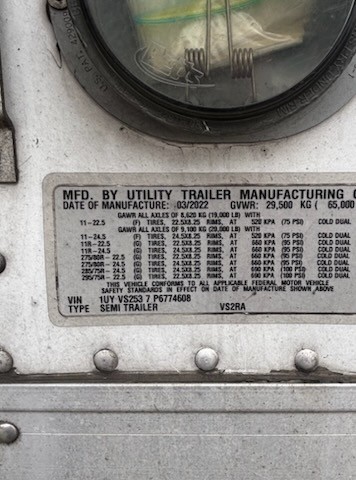 U.S. PAT.
MFD. BY UTILITY TRAILER MANUFACTURING
DATE OF MANUFACTURE: 03/2022 GVWR: 29,500 KG ( 65,000
GAWR ALL AXLES OF 8,620 KG (19,000 LB) WITH
11-22.5 (F) TIRES, 22.5X8.25 RIMS, AT 520 KPA (75 PSI) COLD DUAL
GAWR ALL AXLES OF 9,100 KG (20,000 LB) WITH
11-24.5 (F) TIRES, 24.5X8.25 RIMS, AT 520 KPA (75 PSI) COLD DUAL
11R - 22.5 (G) TIRES, 22.5X8.25 RIMS, AT 660 KPA (95 PSI) COLD DUAL
11R - 24.5 (G) TIRES, 24.5X8.25 RIMS, AT 660 KPA (95 PSI) COLD DUAL
275/80R - 22.5 (G) TIRES, 22.5X8.25 RIMS, AT 660 KPA (95 PSI) COLD DUAL
275/80R - 24.5 (G) TIRES, 24.5X8.25 RIMS, AT 660 KPA (95 PSI) COLD DUAL
285/75R - 24.5 (G) TIRES, 24.5X8.25 RIMS, AT 660 KPA (95 PSI) COLD DUAL
295/75R - 22.5 (G) TIRES, 22.5X8.25 RIMS, AT 690 KPA (100 PSI) COLD DUAL
THIS VEHICLE CONFORMS TO ALL APPLICABLE FEDERAL MOTOR VEHICLE
SAFETY STANDARDS IN EFFECT ON DATE OF MANUFACTURE SHOWN ABOVE
VIN 1UY VS253 7 P6774608
TYPE SEMI TRAILER VS2RA